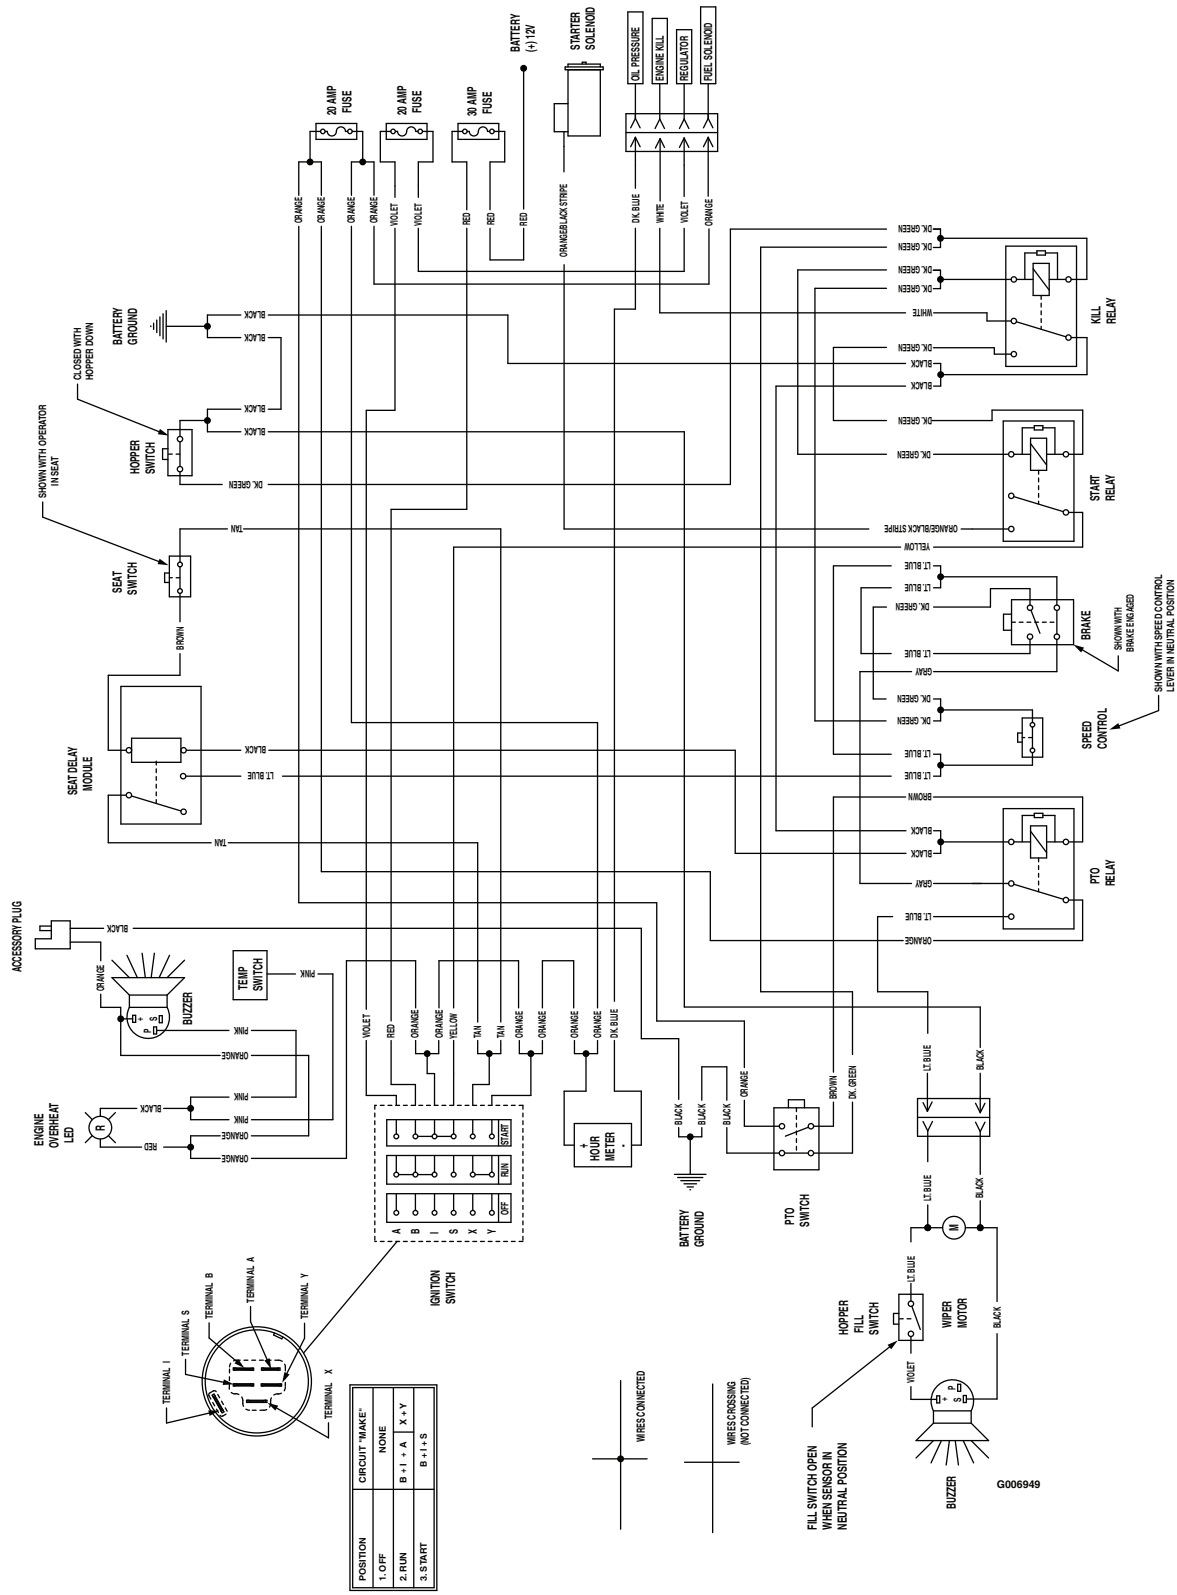 20 AMP
FUSE
20 AMP
FUSE
30 AMP
FUSE
BATTERY
(+) 12V
STARTER
SOLENOID
OIL PRESSURE
ENGINE KILL
REGULATOR
FUEL SOLENOID
ORANGE
ORANGE
ORANGE
ORANGE
VIOLET
VIOLET
RED
RED
RED
ORANGE/BLACK STRIPE
DK. BLUE
WHITE
VIOLET
ORANGE
BATTERY
GROUND
BLACK
BLACK
CLOSED WITH
HOPPER DOWN
HOPPER
SWITCH
BLACK
BLACK
DK. GREEN
SHOWN WITH OPERATOR
IN SEAT
SEAT
SWITCH
TAN
BROWN
SEAT DELAY
MODULE
BLACK
LT. BLUE
TAN
DK. GREEN
DK. GREEN
DK. GREEN
DK. GREEN
WHITE
DK. GREEN
BLACK
BLACK
KILL
RELAY
DK. GREEN
DK. GREEN
ORANGE/BLACK STRIPE
YELLOW
START
RELAY
LT. BLUE
LT. BLUE
DK. GREEN
LT. BLUE
GRAY
BRAKE
SHOWN WITH
BRAKE ENGAGED
DK. GREEN
DK. GREEN
LT. BLUE
LT. BLUE
SPEED
CONTROL
SHOWN WITH SPEED CONTROL
LEVER IN NEUTRAL POSITION
BROWN
BLACK
BLACK
GRAY
LT. BLUE
ORANGE
PTO
RELAY
ACCESSORY PLUG
BLACK
ORANGE
BUZZER
+
S
P
TEMP
SWITCH
PINK
PINK
ORANGE
ENGINE
OVERHEAT
LED
R
BLACK
RED
PINK
PINK
ORANGE
ORANGE
VIOLET
RED
ORANGE
ORANGE
YELLOW
TAN
TAN
ORANGE
ORANGE
ORANGE
ORANGE
DK. BLUE
START
RUN
OFF
A
B
I
S
X
Y
IGNITION
SWITCH
+
HOUR
METER
-
BLACK
BLACK
BLACK
ORANGE
BROWN
DK. GREEN
BATTERY
GROUND
PTO
SWITCH
LT. BLUE
BLACK
LT. BLUE
BLACK
M
WIPER
MOTOR
LT. BLUE
HOPPER
FILL
SWITCH
VIOLET
BLACK
+
S
P
BUZZER
FILL SWITCH OPEN
WHEN SENSOR IN
NEUTRAL POSITION
TERMINAL I
TERMINAL S
TERMINAL B
TERMINAL A
TERMINAL Y
TERMINAL X
POSITION CIRCUIT "MAKE"
1. OFF NONE
2. RUN B + I + A X + Y
3. START B + I + S
WIRES CONNECTED
WIRES CROSSING
(NOT CONNECTED)
G006949